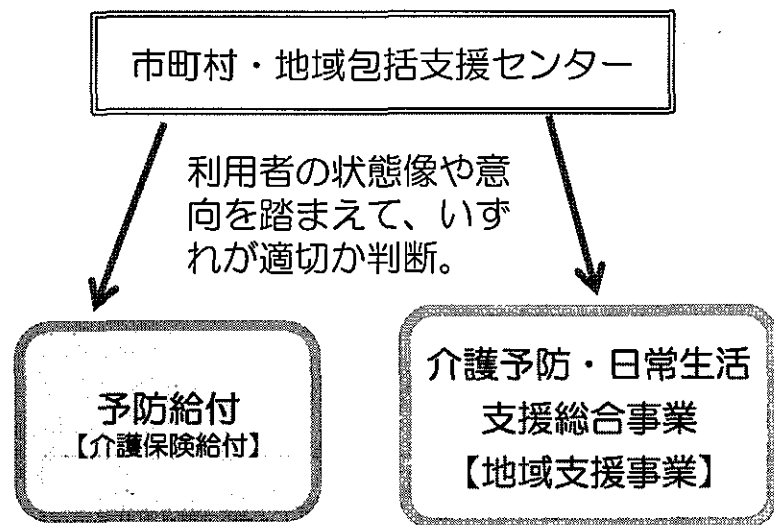 市町村・地域包括支援センター
利用者の状態像や意
向を踏まえて、いず
れが適切か判断。
予防給付
【介護保険給付】
介護予防・日常生活
支援総合事業
【地域支援事業】